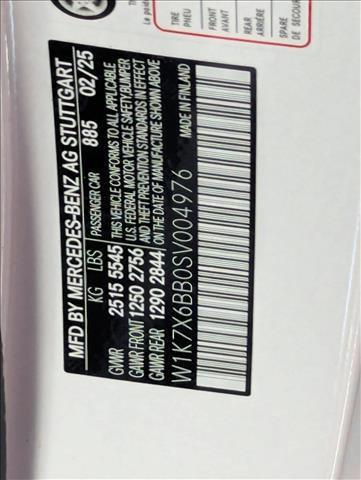 MFD BY MERCEDES-BENZ AG STUTTGART
KG LBS PASSENGER CAR 885 02/25
GVWR 2515 5545 THIS VEHICLE CONFORMS TO ALL APPLICABLE
GAWR FRONT 1250 2756 U.S. FEDERAL MOTOR VEHICLE SAFETY, BUMPER
AND THEFT PREVENTION STANDARDS IN EFFECT
GAWR REAR 1290 2844 ON THE DATE OF MANUFACTURE SHOWN ABOVE
MADE IN FINLAND
W1K7X6BB0SV004976
TIRE
PNEU
FRONT
AVANT
REAR
ARRIÈRE
SPARE
DE SECOU